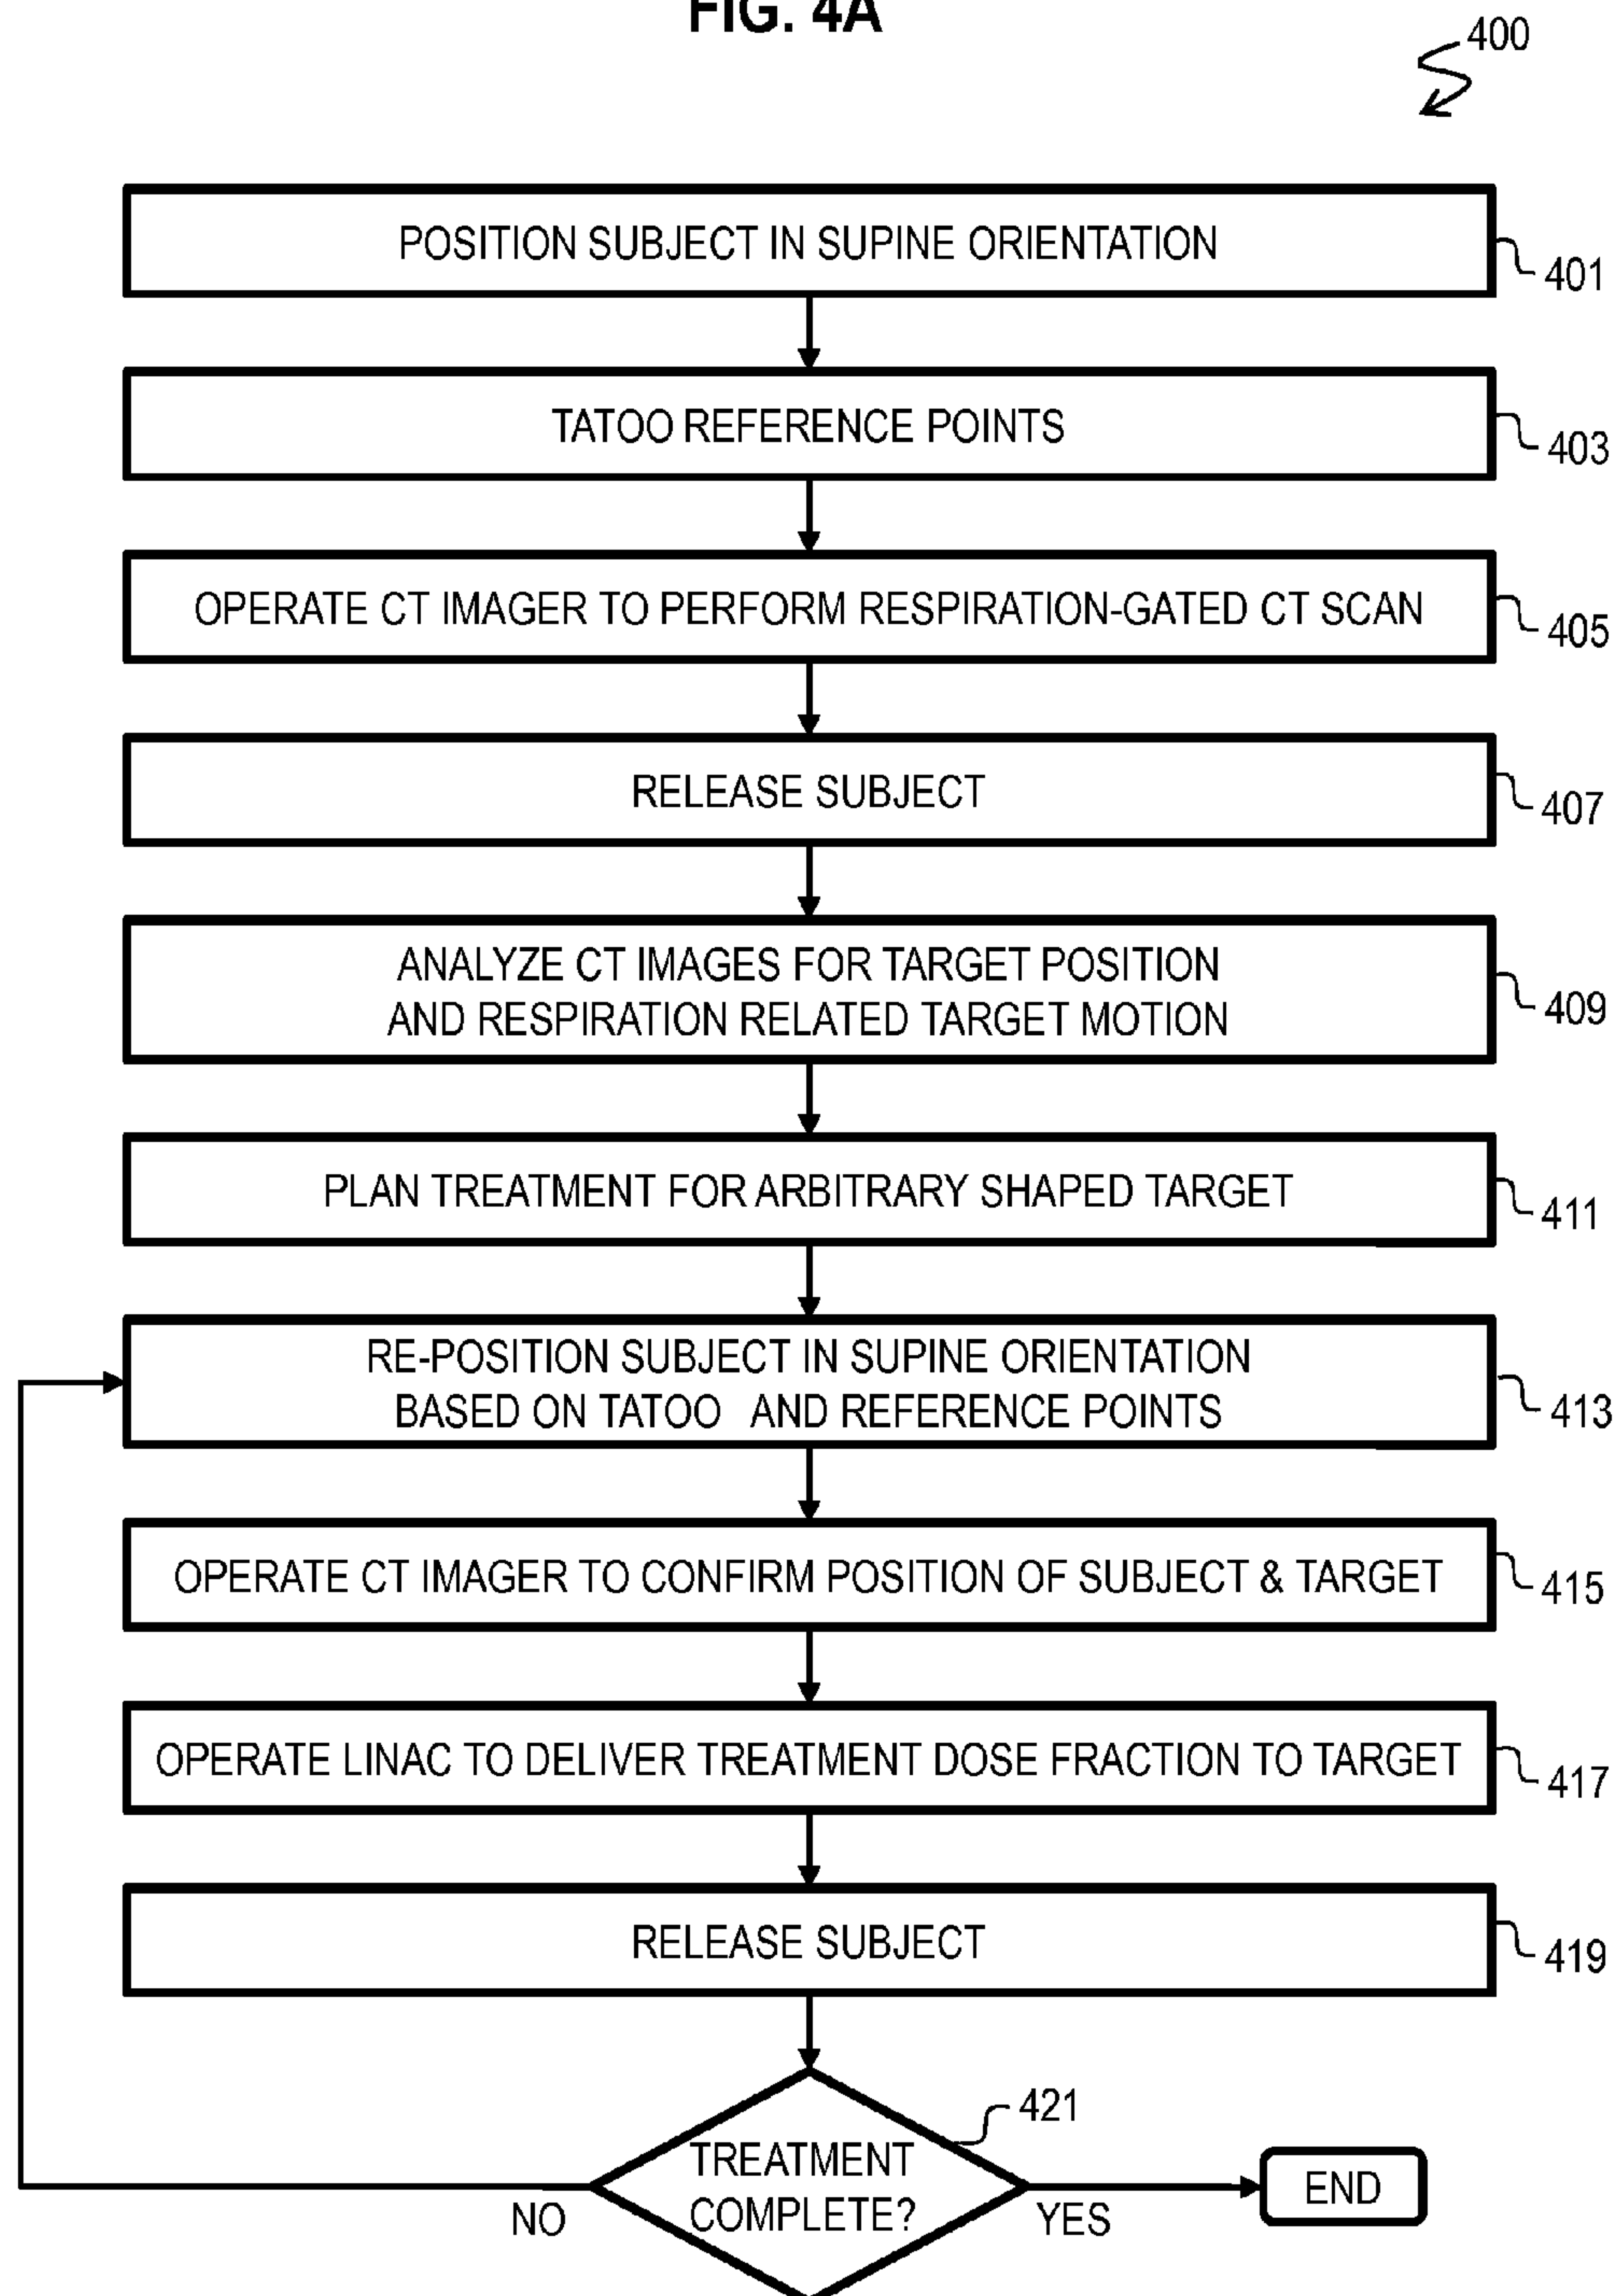 FIG. 4A
400
POSITION SUBJECT IN SUPINE ORIENTATION
401
TATOO REFERENCE POINTS
403
OPERATE CT IMAGER TO PERFORM RESPIRATION-GATED CT SCAN
405
RELEASE SUBJECT
407
ANALYZE CT IMAGES FOR TARGET POSITION
AND RESPIRATION RELATED TARGET MOTION
409
PLAN TREATMENT FOR ARBITRARY SHAPED TARGET
411
RE-POSITION SUBJECT IN SUPINE ORIENTATION
BASED ON TATOO AND REFERENCE POINTS
413
OPERATE CT IMAGER TO CONFIRM POSITION OF SUBJECT & TARGET
415
OPERATE LINAC TO DELIVER TREATMENT DOSE FRACTION TO TARGET
417
RELEASE SUBJECT
419
421
TREATMENT
COMPLETE?
NO
YES
END